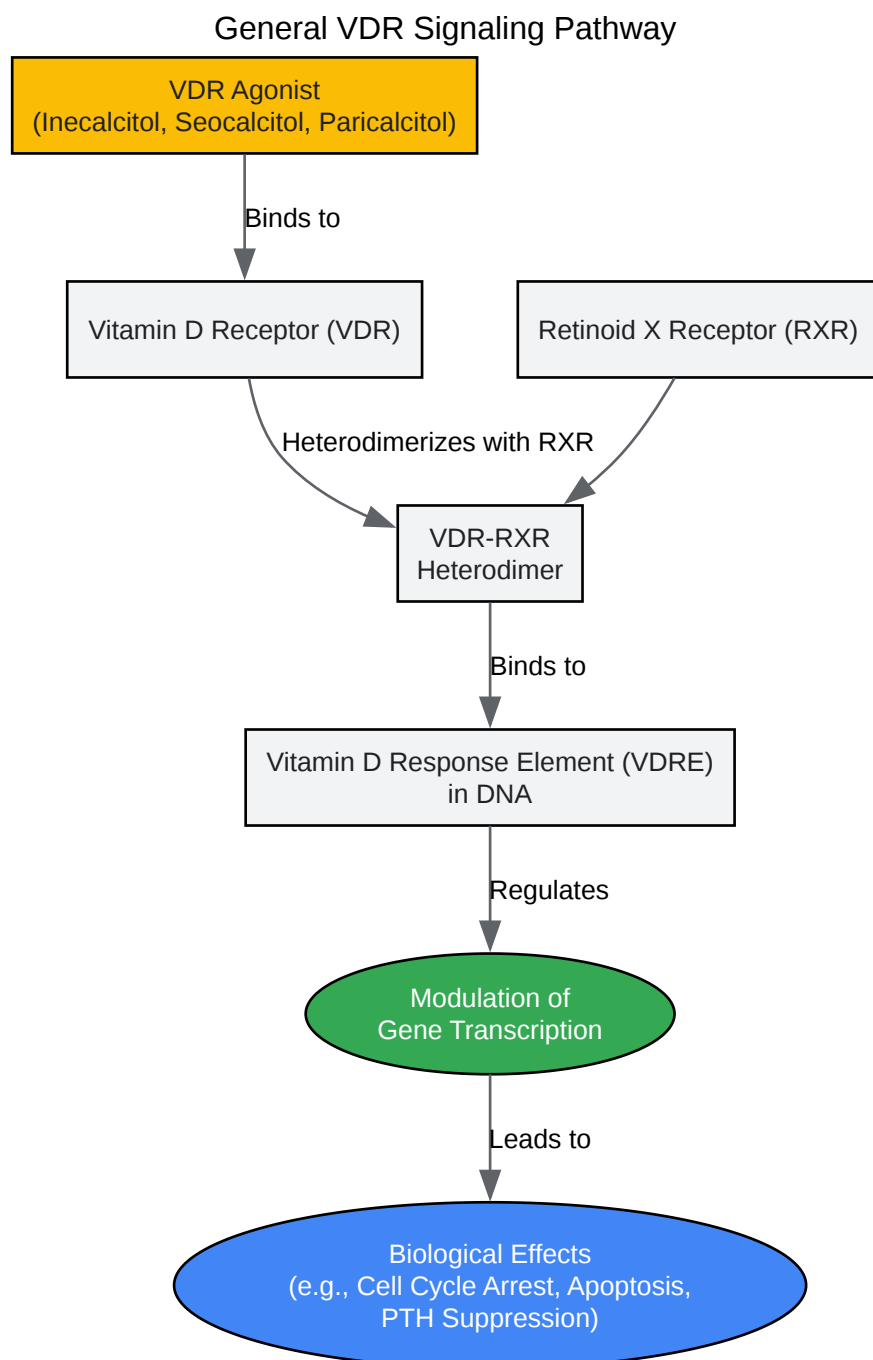 General VDR Signaling Pathway
VDR Agonist
(Inecalcitol, Seocalcitol, Paricalcitol)
Binds to
Vitamin D Receptor (VDR)
Retinoid X Receptor (RXR)
Heterodimerizes with RXR
VDR-RXR
Heterodimer
Binds to
Vitamin D Response Element (VDRE)
in DNA
Regulates
Modulation of
Gene Transcription
Leads to
Biological Effects
(e.g., Cell Cycle Arrest, Apoptosis,
PTH Suppression)